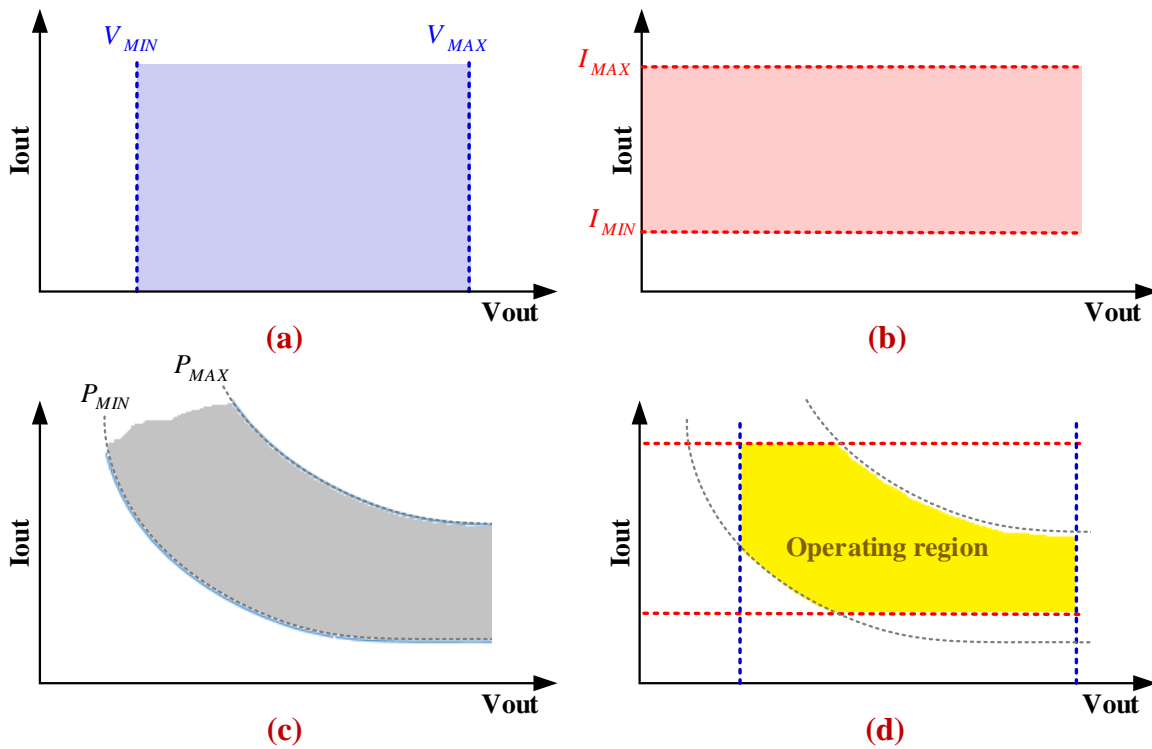 V_MIN
V_MAX
Iout
Vout
(a)
I_MAX
I_MIN
Iout
Vout
(b)
P_MAX
P_MIN
Iout
Vout
(c)
Operating region
Iout
Vout
(d)